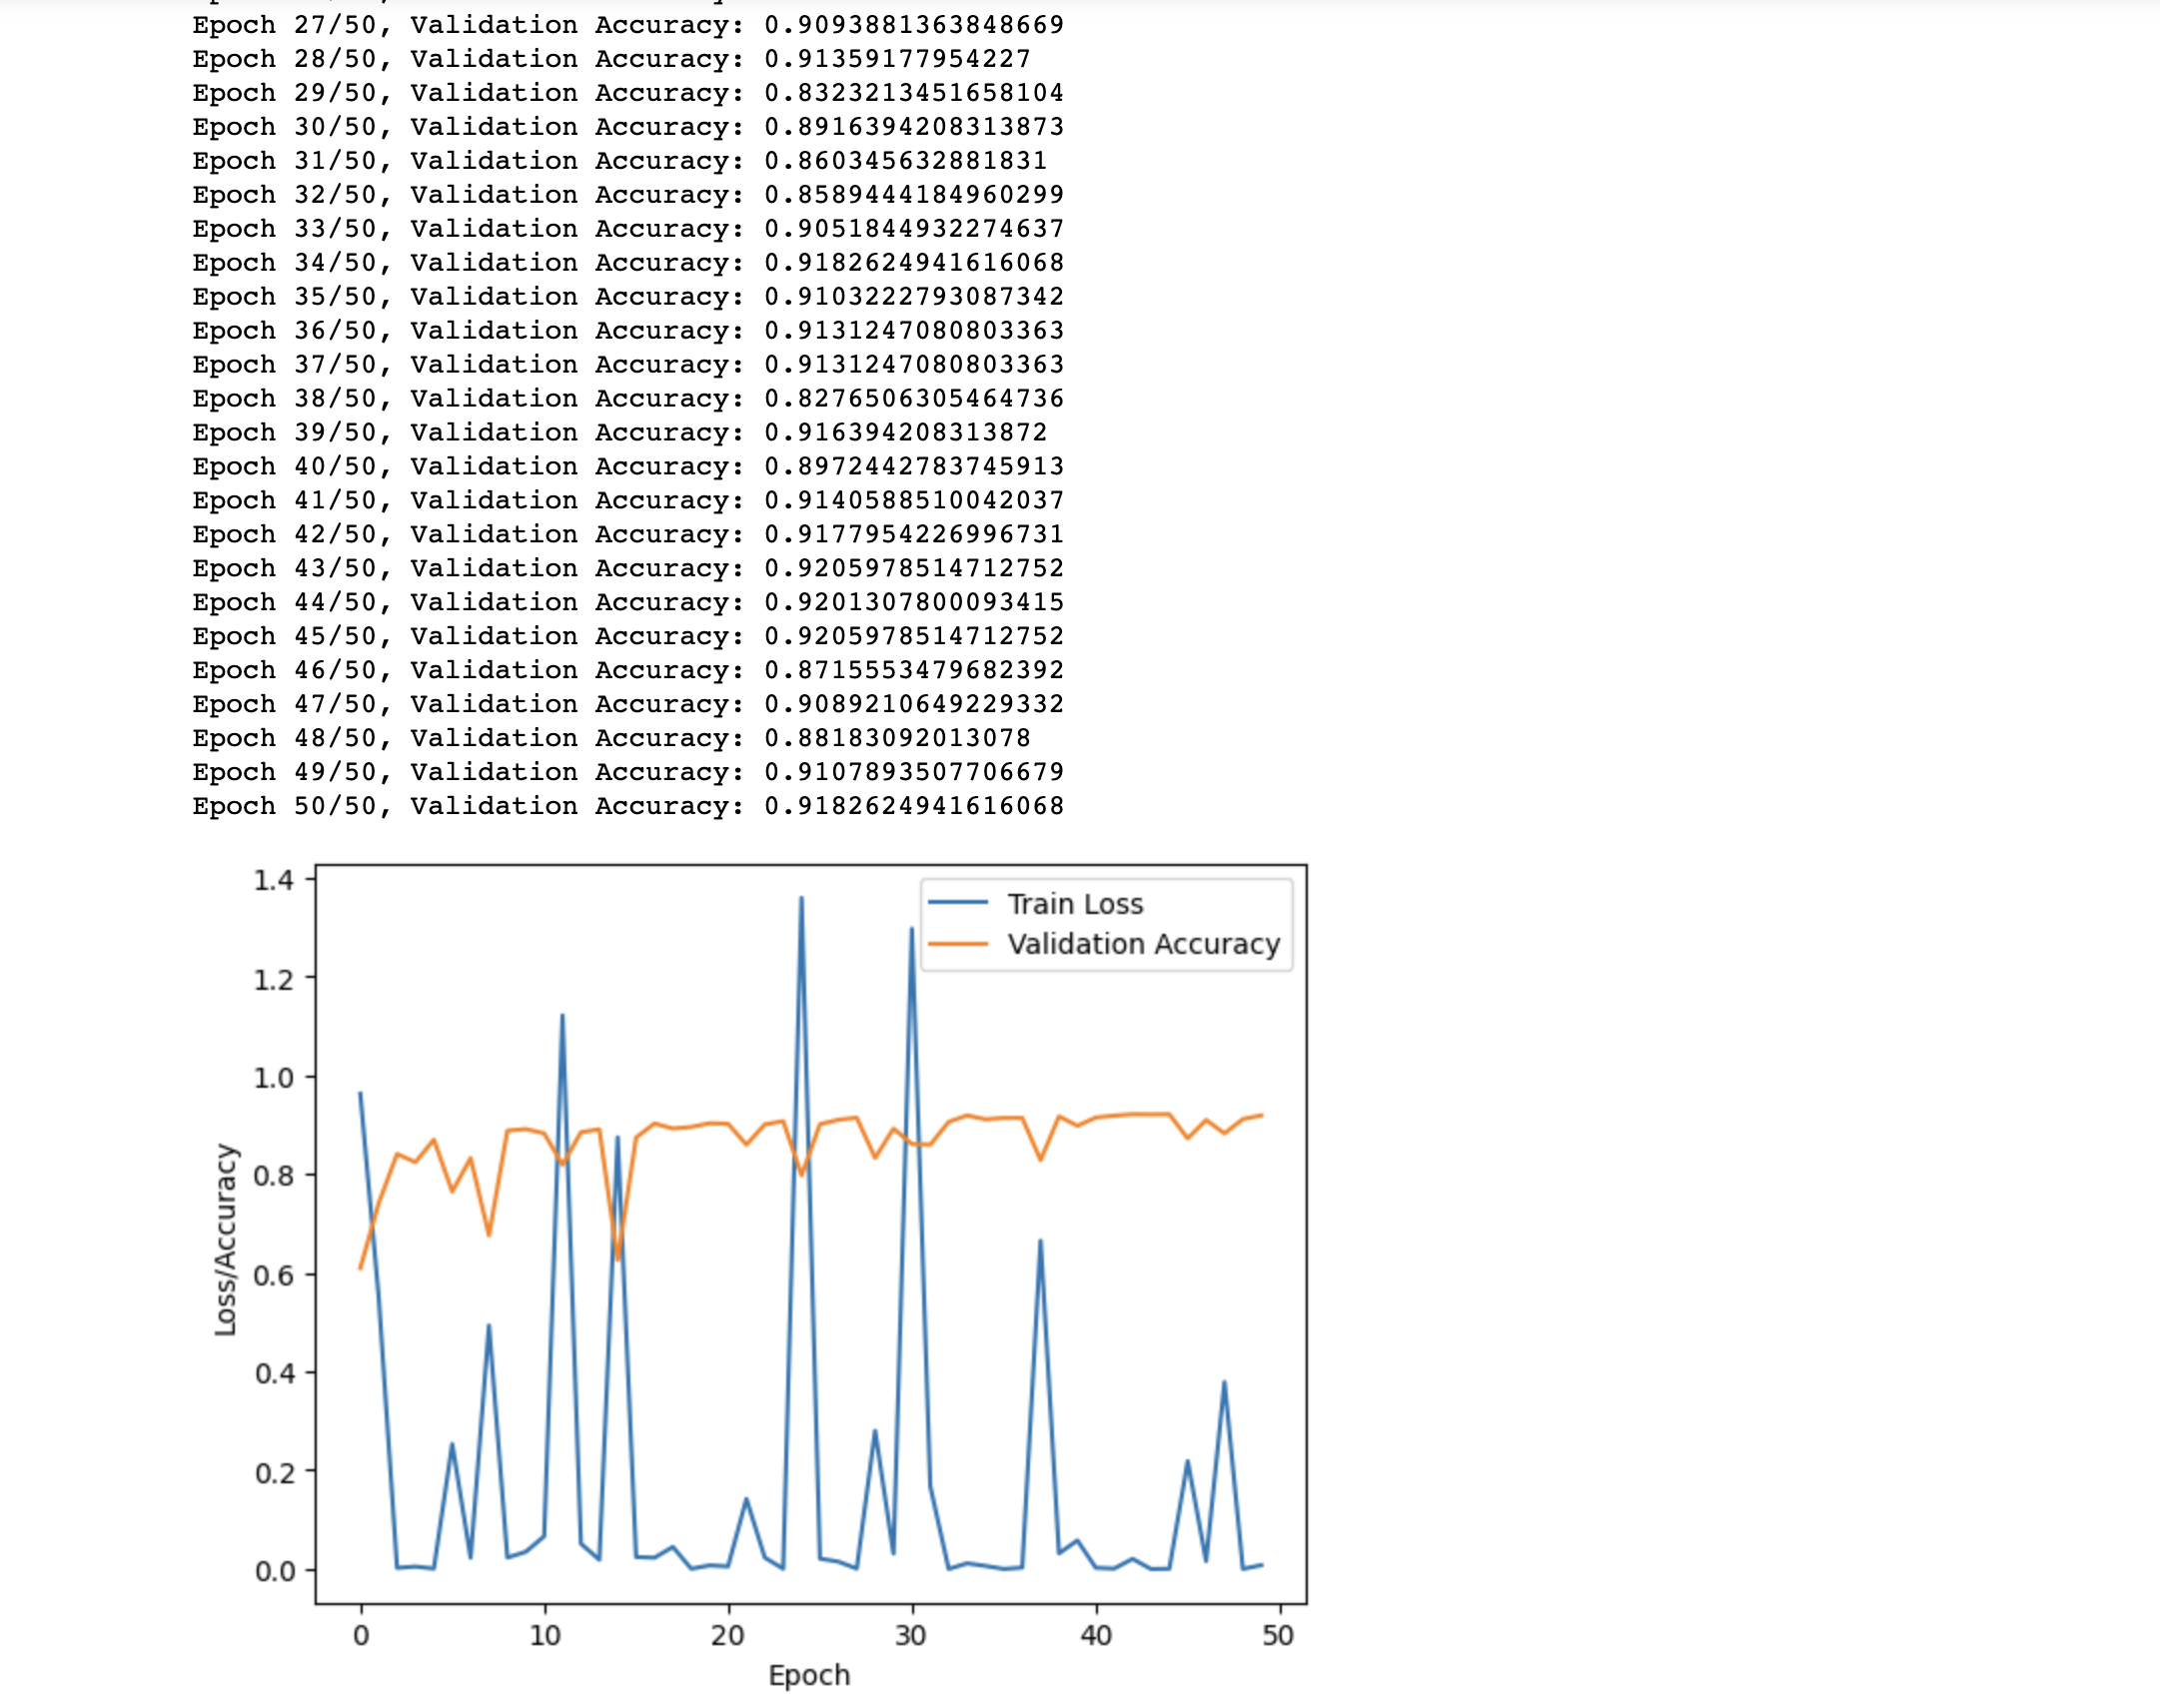 Epoch 27/50, Validation Accuracy: 0.9093881363848669
Epoch 28/50, Validation Accuracy: 0.91359177954227
Epoch 29/50, Validation Accuracy: 0.8323213451658104
Epoch 30/50, Validation Accuracy: 0.8916394208313873
Epoch 31/50, Validation Accuracy: 0.860345632881831
Epoch 32/50, Validation Accuracy: 0.8589444184960299
Epoch 33/50, Validation Accuracy: 0.9051844932274637
Epoch 34/50, Validation Accuracy: 0.9182624941616068
Epoch 35/50, Validation Accuracy: 0.9103222793087342
Epoch 36/50, Validation Accuracy: 0.9131247080803363
Epoch 37/50, Validation Accuracy: 0.9131247080803363
Epoch 38/50, Validation Accuracy: 0.8276506305464736
Epoch 39/50, Validation Accuracy: 0.916394208313872
Epoch 40/50, Validation Accuracy: 0.8972442783745913
Epoch 41/50, Validation Accuracy: 0.9140588510042037
Epoch 42/50, Validation Accuracy: 0.9177954226996731
Epoch 43/50, Validation Accuracy: 0.9205978514712752
Epoch 44/50, Validation Accuracy: 0.9201307800093415
Epoch 45/50, Validation Accuracy: 0.9205978514712752
Epoch 46/50, Validation Accuracy: 0.8715553479682392
Epoch 47/50, Validation Accuracy: 0.9089210649229332
Epoch 48/50, Validation Accuracy: 0.88183092013078
Epoch 49/50, Validation Accuracy: 0.9107893507706679
Epoch 50/50, Validation Accuracy: 0.9182624941616068
1.4
1.2
1.0
0.8
0.6
0.4
0.2
0.0
Loss/Accuracy
Train Loss
Validation Accuracy
0 10 20 30 40 50
Epoch